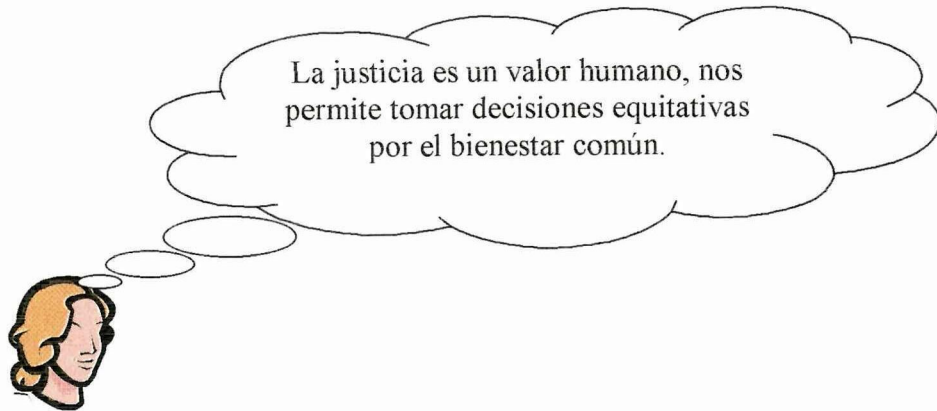 La justicia es un valor humano, nos
permite tomar decisiones equitativas
por el bienestar común.